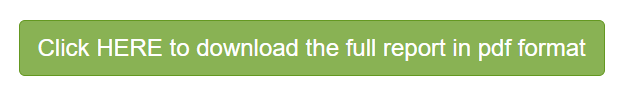 Click HERE to download the full report in pdf format